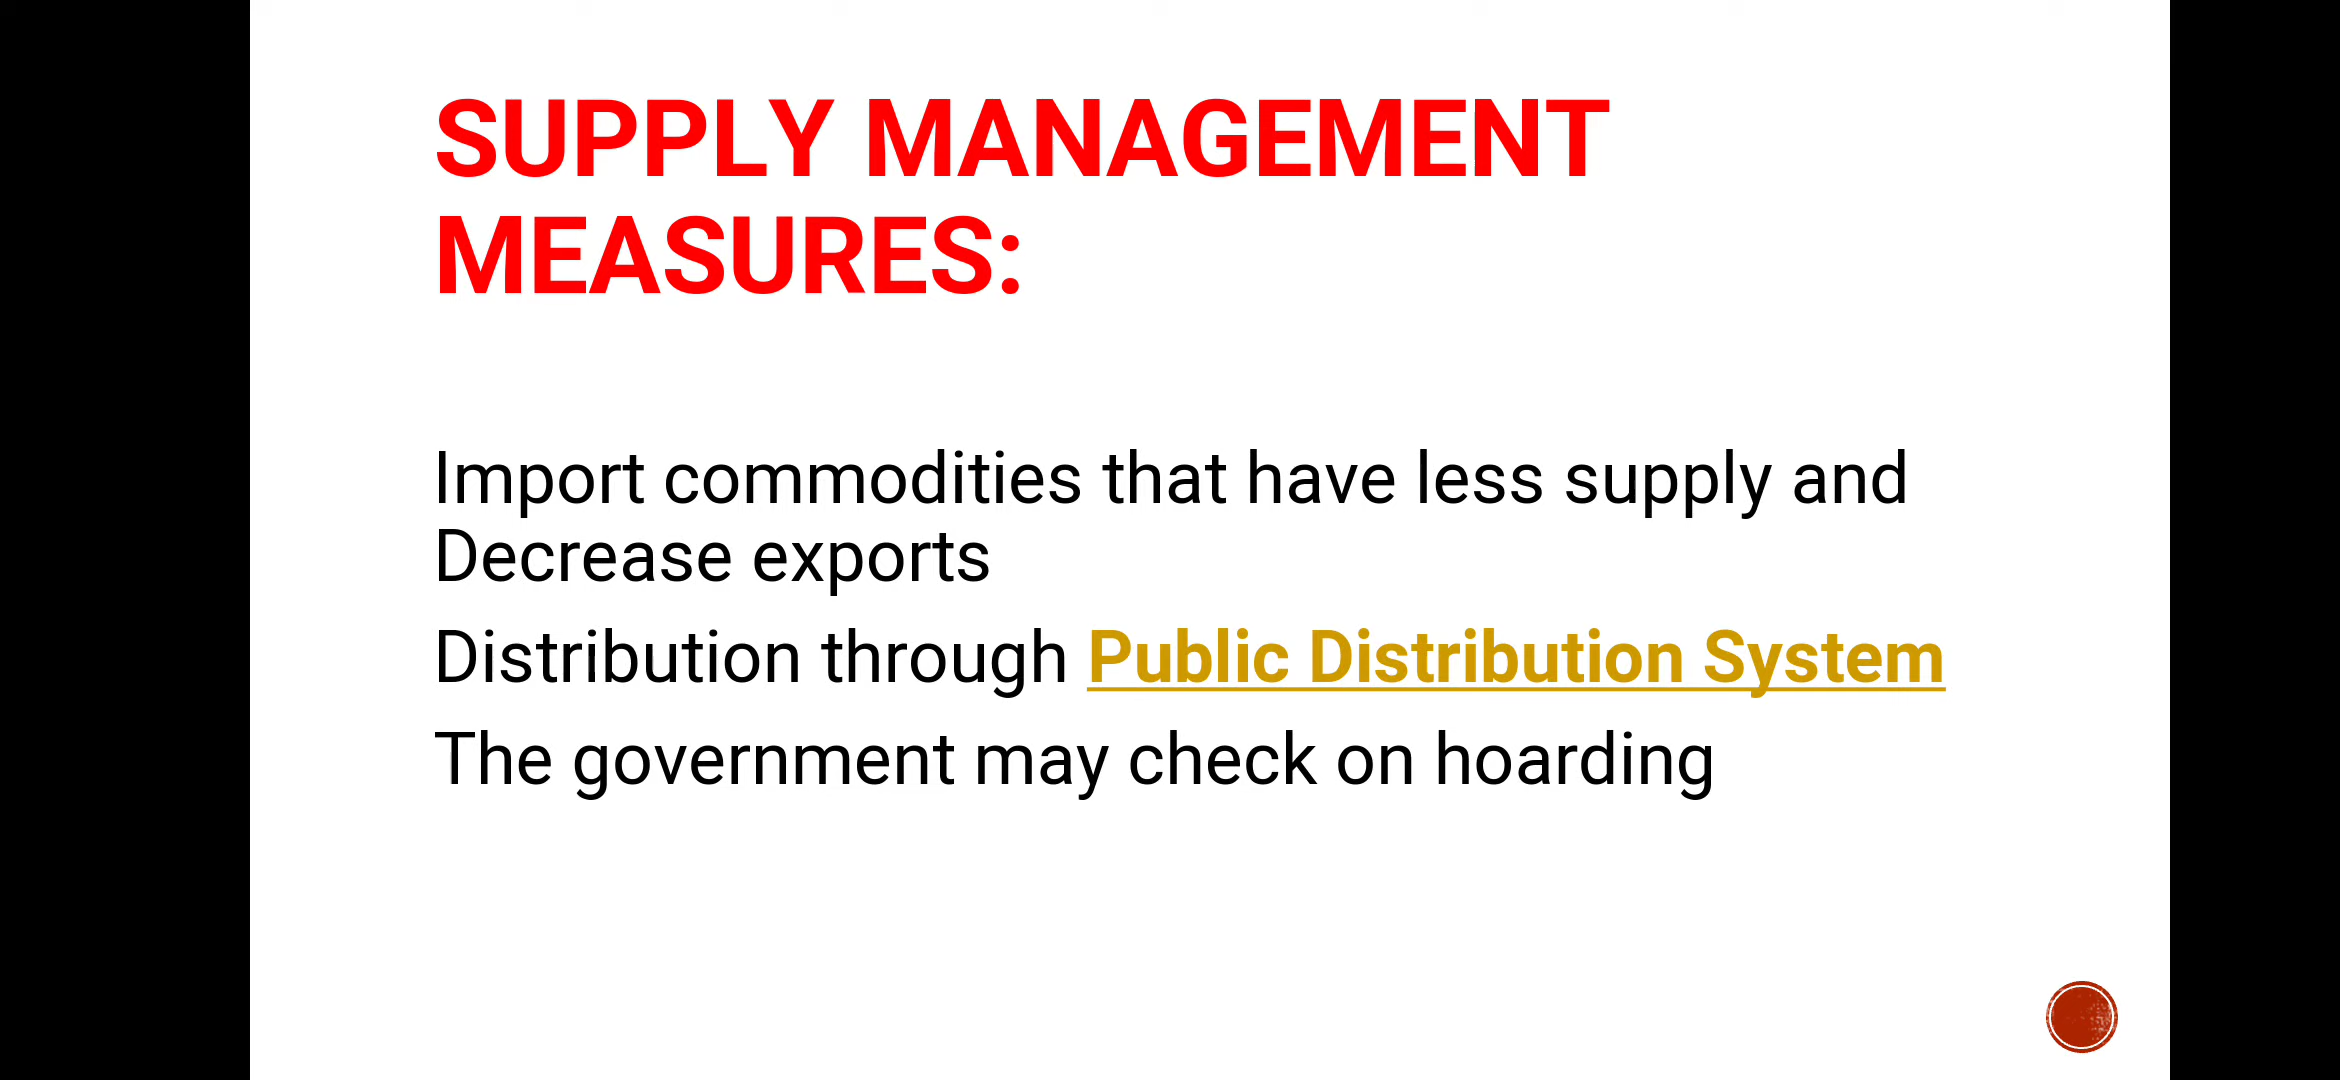 SUPPLY MANAGEMENT
MEASURES:
Import commodities that have less supply and
Decrease exports
Distribution through Public Distribution System
The government may check on hoarding